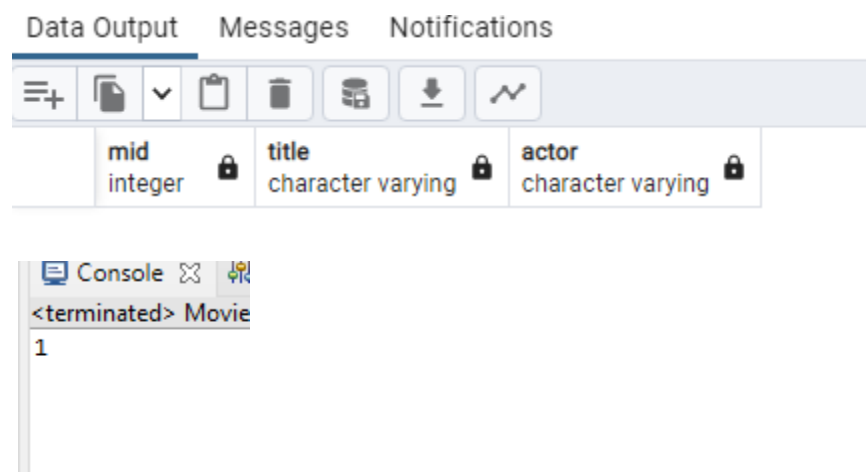 Data Output Messages Notifications
mid title actor
integer character varying character varying
Console
<terminated> Movie
1